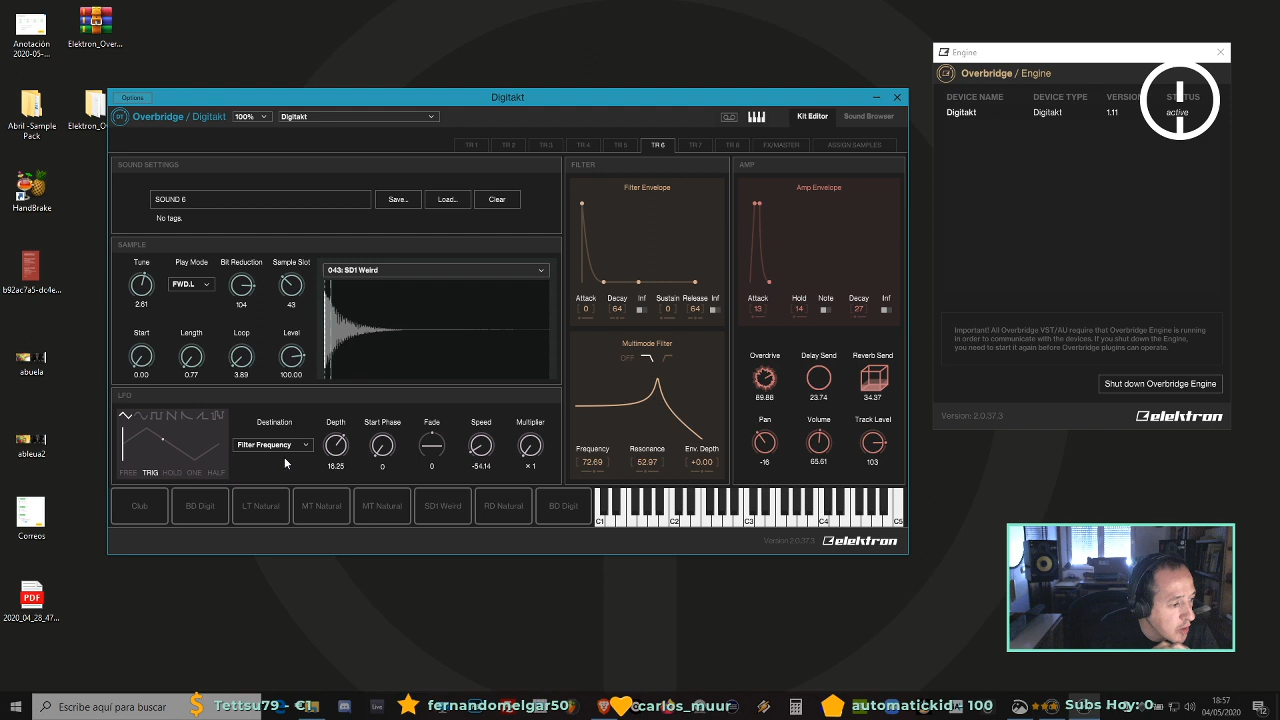 Anotación
2020-05-...
Elektron_Ove...
Abril -Sample
Pack
HandBrake
b92ac7a5-dc4e...
abuela
ableua2
Correos
PDF
2020_04_28_47...
Options
Digitakt
Overbridge / Digitakt
100%
Digitakt
Kit Editor
Sound Browser
TR 1
TR 2
TR 3
TR 4
TR 5
TR 6
TR 7
TR 8
FX/MASTER
ASSIGN SAMPLES
SOUND SETTINGS
SOUND 6
Save...
Load...
Clear
No tags.
SAMPLE
Tune
Play Mode
Bit Reduction
Sample Slot
FWD.L
2.61
104
43
043: SD1 Weird
Start
Length
Loop
Level
0.00
0.77
3.89
100.00
LFO
Destination
Depth
Start Phase
Fade
Speed
Multiplier
Filter Frequency
16.25
0
0
-54.14
× 1
FREE
TRIG
HOLD
ONE
HALF
FILTER
Filter Envelope
Attack
Decay
Inf
Sustain
Release
Inf
0
64
0
64
Multimode Filter
OFF
Frequency
Resonance
Env. Depth
72.69
52.97
+0.00
AMP
Amp Envelope
Attack
Hold
Note
Decay
Inf
13
14
27
Overdrive
Delay Send
Reverb Send
89.88
23.74
34.37
Pan
Volume
Track Level
-16
65.61
103
Club
BD Digit
LT Natural
MT Natural
MT Natural
SD1 Weird
RD Natural
BD Digit
C1
C2
C3
C4
C5
Version 2.0.37.3
elektron
Engine
Overbridge / Engine
DEVICE NAME
DEVICE TYPE
VERSION
STATUS
Digitakt
Digitakt
1.11
active
Important! All Overbridge VST/AU require that Overbridge Engine is running
in order to communicate with the devices. If you shut down the Engine,
you need to start it again before Overbridge plugins can operate.
Shut down Overbridge Engine
Version: 2.0.37.3
elektron
Escribe aquí para buscar
Tettsu79 - €1
fernandongar50
carlos_muur
automatickid - 100
Subs Hoy: 0
Live
18:57
04/05/2020
12